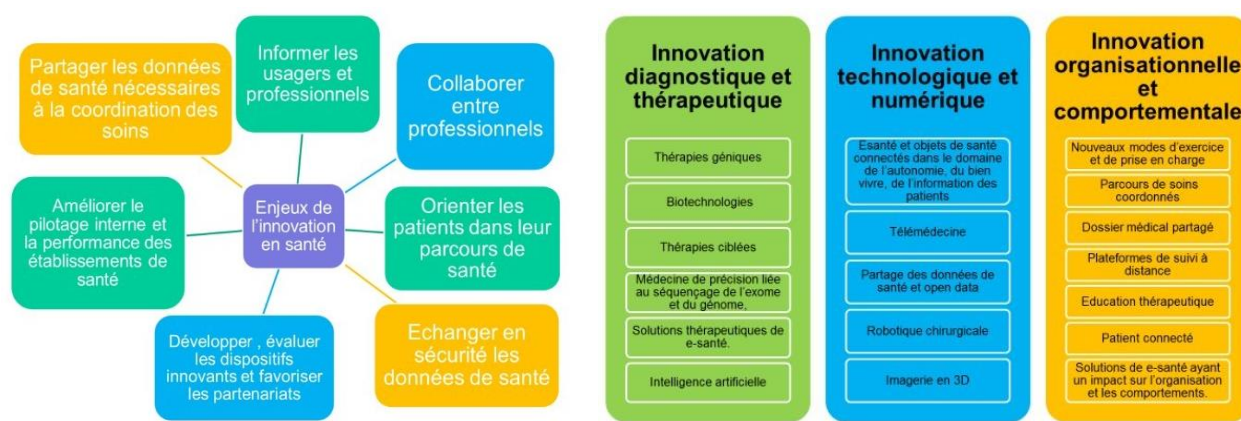 Partager les données
de santé nécessaires
à la coordination des
soins
Informer les
usagers et
professionnels
Collaborer
entre
professionnels
Améliorer le
pilotage interne et
la performance des
établissements de
santé
Enjeux de
l'innovation
en santé
Orienter les
patients dans leur
parcours de
santé
Développer , évaluer
les dispositifs
innovants et favoriser
les partenariats
Echanger en
sécurité les
données de santé
Innovation
diagnostique et
thérapeutique
Thérapies géniques
Biotechnologies
Thérapies ciblées
Médecine de précision liée
au séquençage de l'exome
et du génome,
Solutions thérapeutiques de
e-santé.
Intelligence artificielle
Innovation
technologique et
numérique
Esanté et objets de santé
connectés dans le domaine
de l'autonomie, du bien
vivre, de l'information des
patients
Télémédecine
Partage des données de
santé et open data
Robotique chirurgicale
Imagerie en 3D
Innovation
organisationnelle
et
comportementale
Nouveaux modes d'exercice
et de prise en charge
Parcours de soins
coordonnés
Dossier médical partagé
Plateformes de suivi à
distance
Education thérapeutique
Patient connecté
Solutions de e-santé ayant
un impact sur l'organisation
et les comportements.